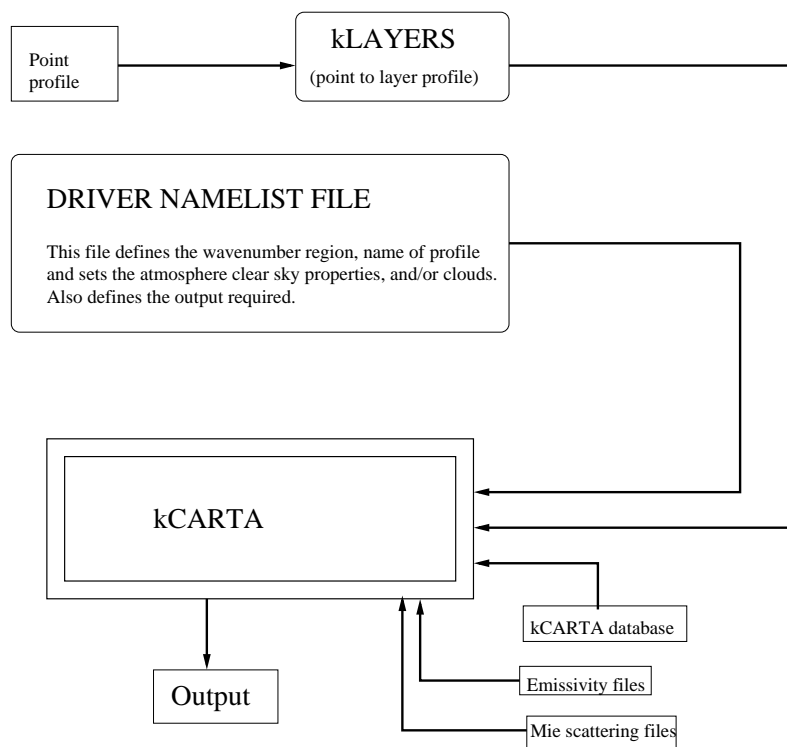 Point
profile
kLAYERS
(point to layer profile)
DRIVER NAMELIST FILE
This file defines the wavenumber region, name of profile
and sets the atmosphere clear sky properties, and/or clouds.
Also defines the output required.
kCARTA
kCARTA database
Emissivity files
Output
Mie scattering files